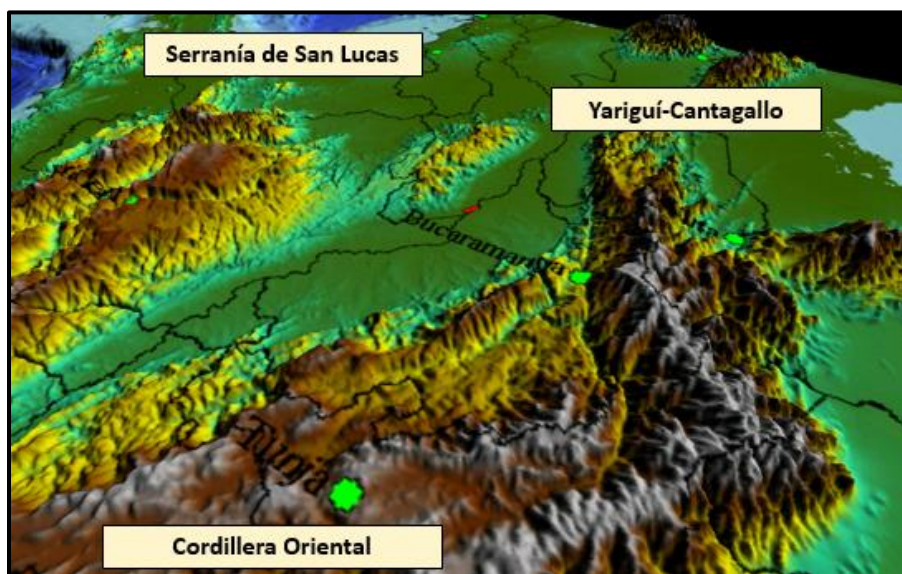 Serranía de San Lucas
Yariguí-Cantagallo
Bucaramanga
Tunja
Cordillera Oriental